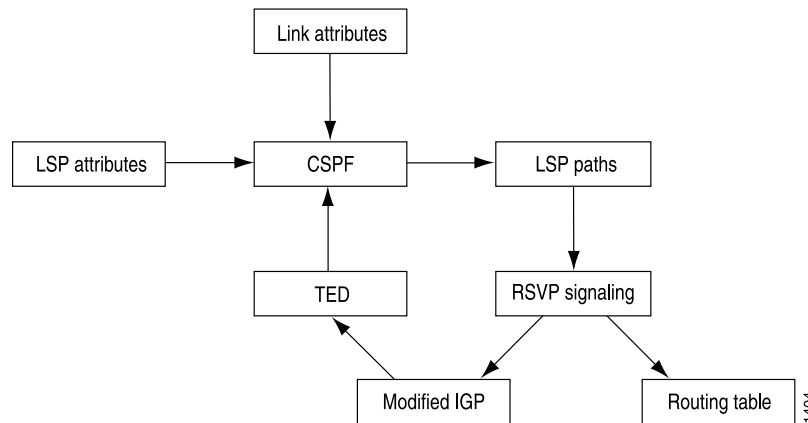 Link attributes
LSP attributes
CSPF
LSP paths
TED
RSVP signaling
Modified IGP
Routing table